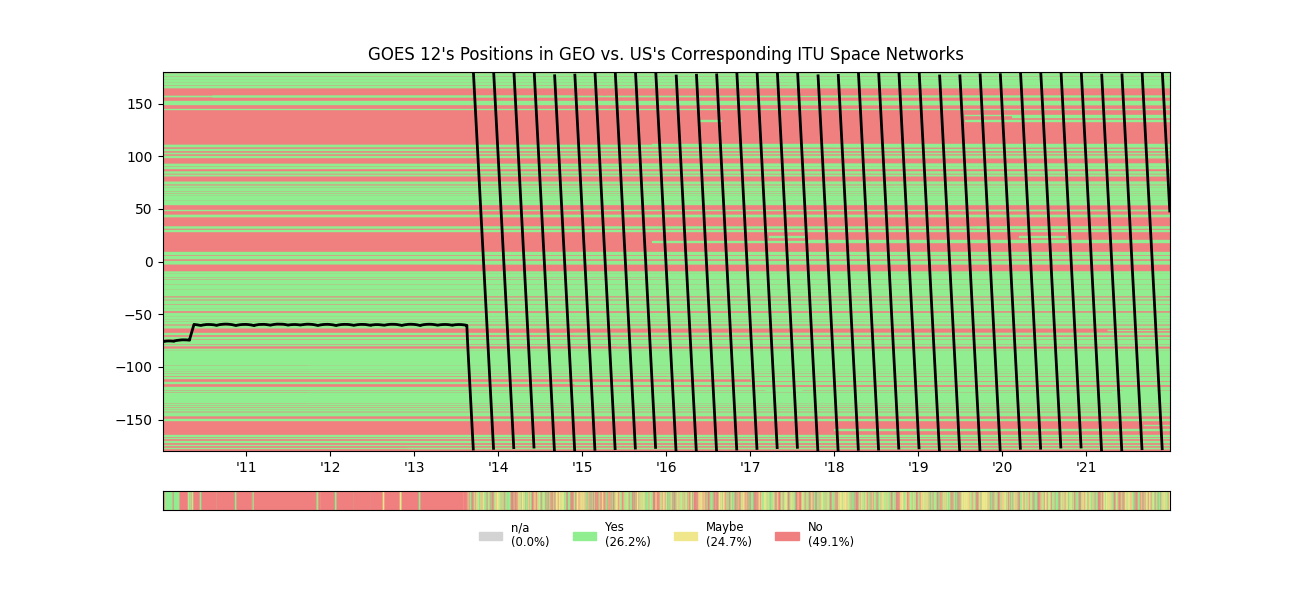 GOES 12's Positions in GEO vs. US's Corresponding ITU Space Networks
150
100
50
0
−50
−100
−150
'11 '12 '13 '14 '15 '16 '17 '18 '19 '20 '21
n/a Yes Maybe No
(0.0%) (26.2%) (24.7%) (49.1%)